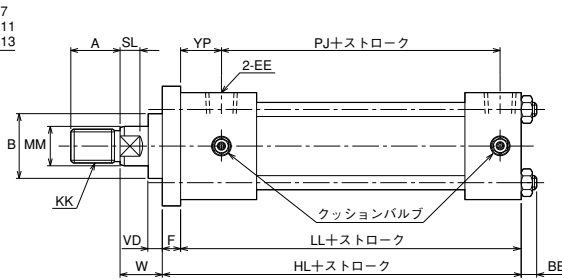 7
11
13
A
SL
YP
PJ＋ストローク
2-EE
B
MM
KK
クッションバルブ
VD
F
LL＋ストローク
W
HL＋ストローク
BB